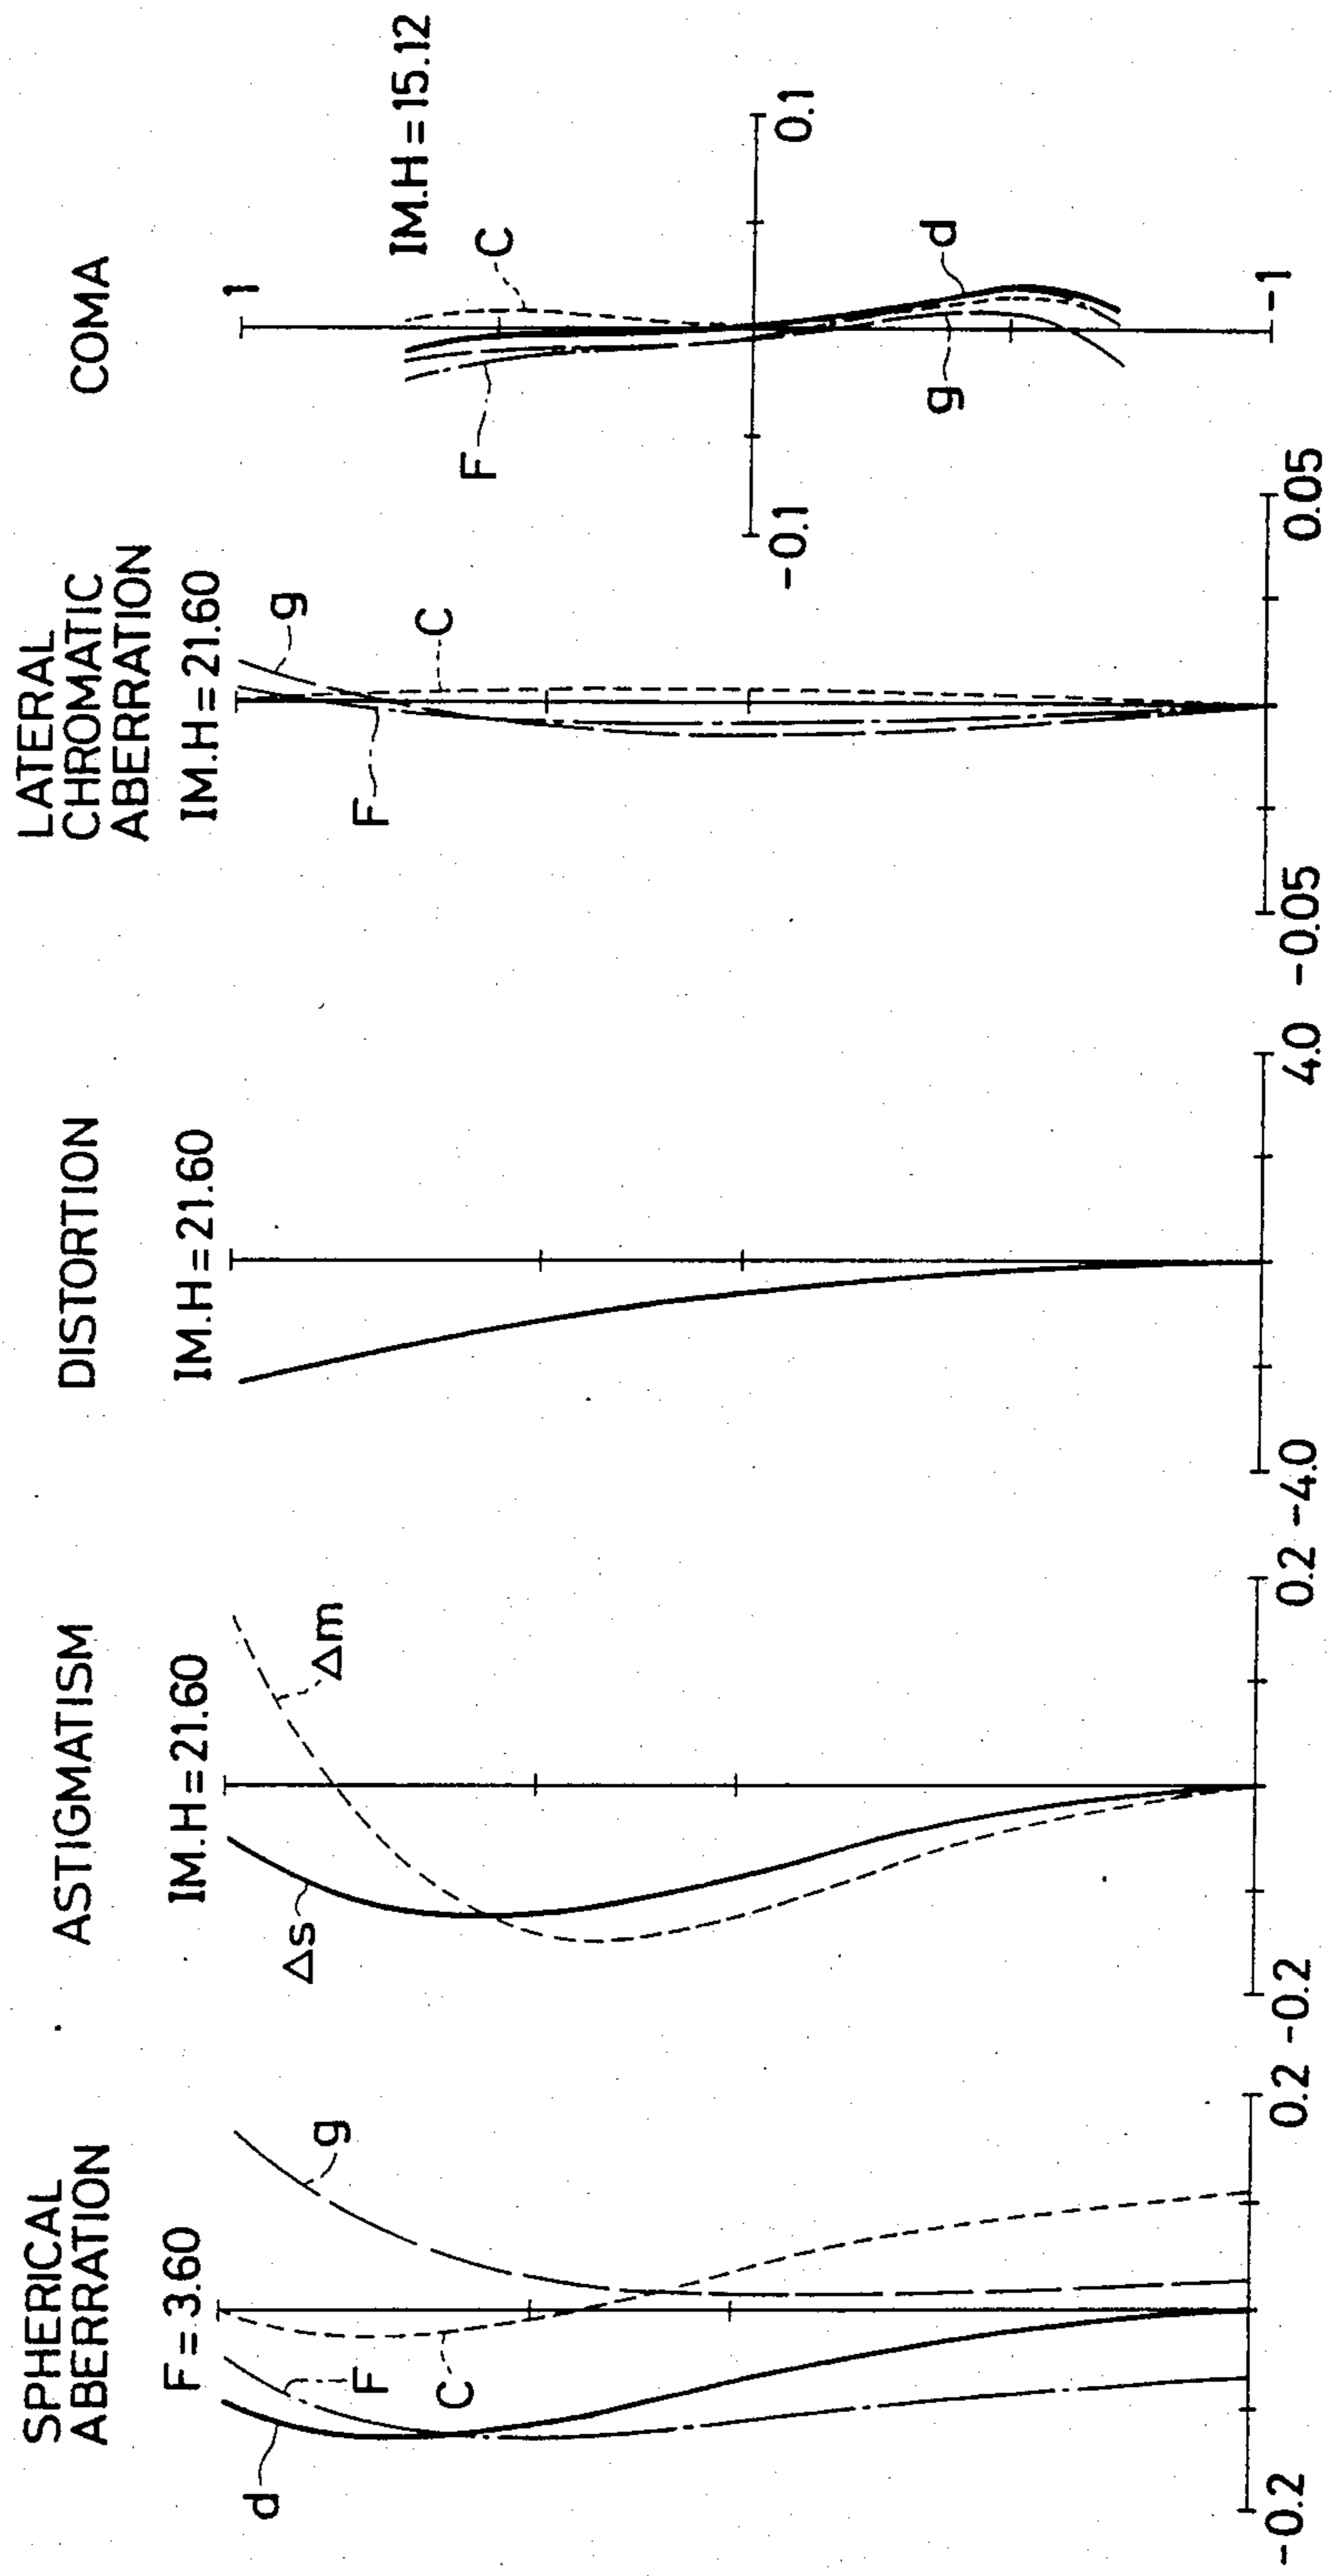 SPHERICAL
ABERRATION
F = 3.60
d
F
C
g
-0.2
0.2
ASTIGMATISM
IM.H = 21.60
Δs
Δm
-0.2
0.2
DISTORTION
IM.H = 21.60
-4.0
4.0
LATERAL
CHROMATIC
ABERRATION
IM.H = 21.60
F
C
g
-0.05
0.05
COMA
1
IM.H = 15.12
F
C
-0.1
0.1
g
d
-1